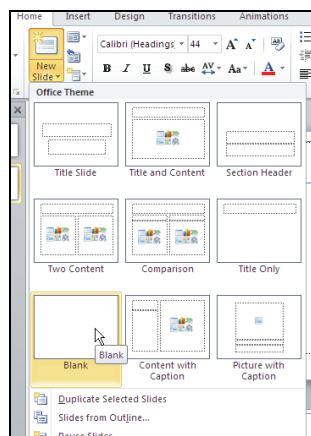 Home Insert Design Transitions Animations
Calibri (Headings) 44 A A
New
Slide
B I U S abc AV Aa A
Office Theme
Title Slide Title and Content Section Header
Two Content Comparison Title Only
Blank Content with
Caption Picture with
Caption
Blank
Duplicate Selected Slides
Slides from Outline...
Reuse Slides...